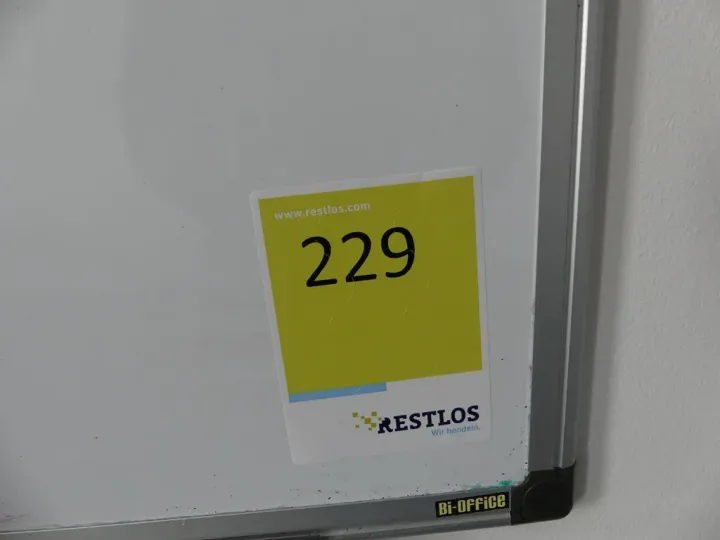 www.restlos.com
229
RESTLOS
Wir handeln.
Bi-OFFiCE